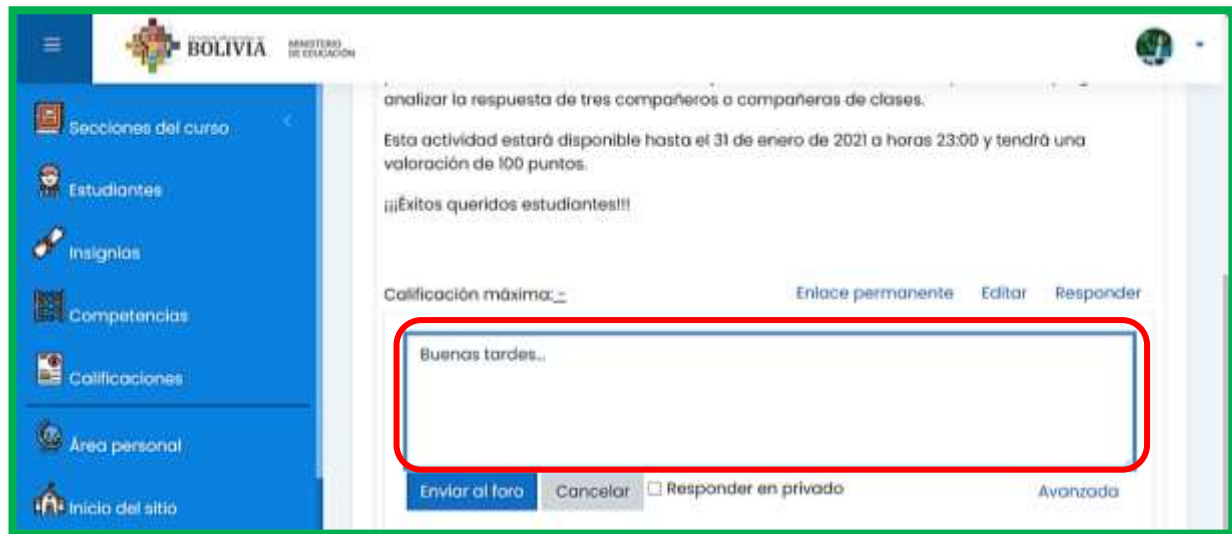 BOLIVIA
MINISTERIO
DE EDUCACIÓN
Secciones del curso
Estudiantes
Insignias
Competencias
Calificaciones
Área personal
Inicio del sitio
analizar la respuesta de tres compañeros a compañeras de clases.
Esta actividad estará disponible hasta el 31 de enero de 2021 a horas 23:00 y tendrá una
valoración de 100 puntos.
¡¡¡Éxitos queridos estudiantes!!!
Calificación máxima: -
Enlace permanente Editar Responder
Buenas tardes...
Enviar al foro Cancelar Responder en privado Avanzada